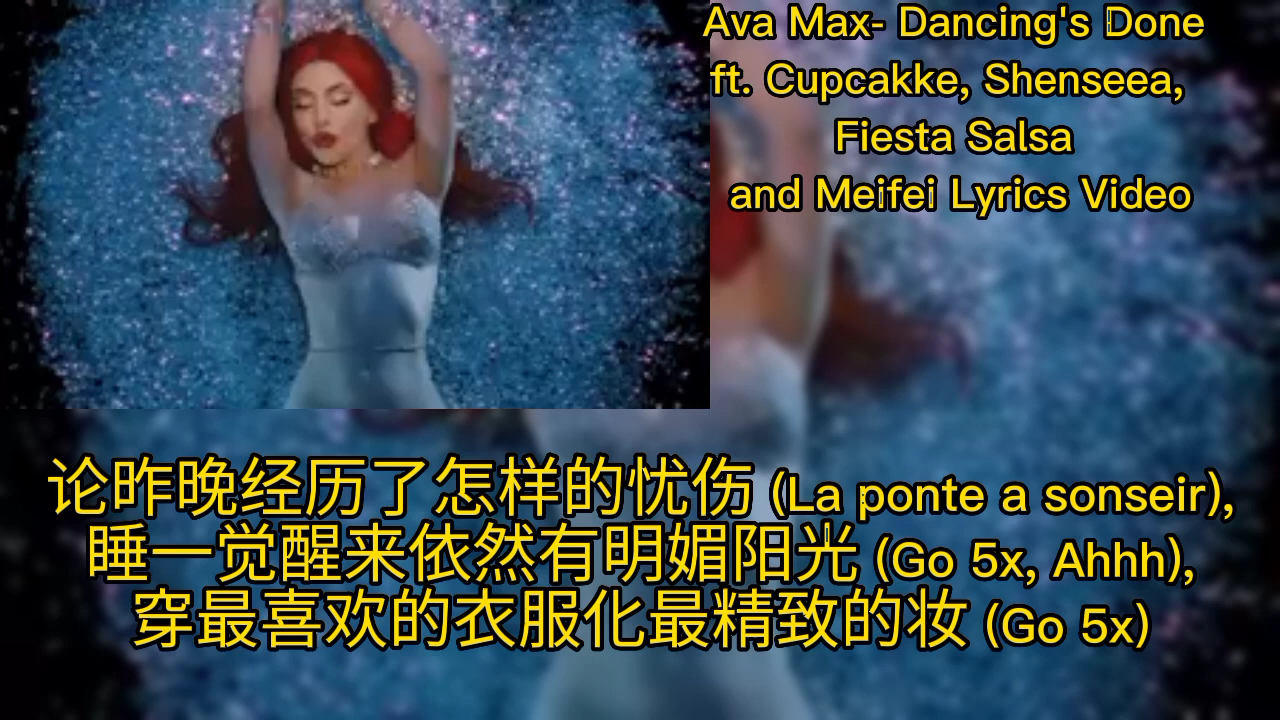 Ava Max- Dancing's Done
ft. Cupcakke, Shenseea,
Fiesta Salsa
and Meifei Lyrics Video
论昨晚经历了怎样的忧伤 (La ponte a sonseir),
睡一觉醒来依然有明媚阳光 (Go 5x, Ahhh),
穿最喜欢的衣服化最精致的妆 (Go 5x)